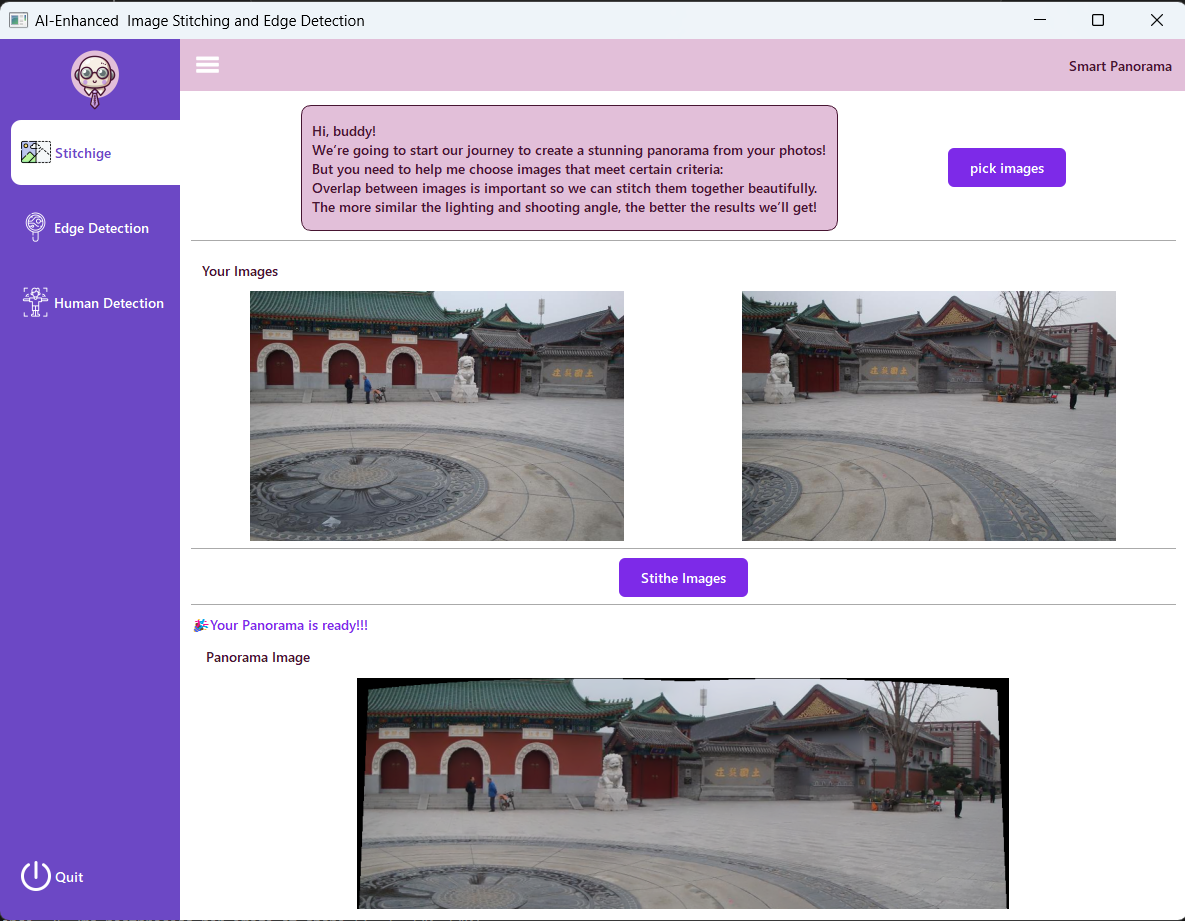 AI-Enhanced  Image Stitching and Edge Detection
Smart Panorama
Stitchige
Edge Detection
Human Detection
Quit
Hi, buddy!
We’re going to start our journey to create a stunning panorama from your photos!
But you need to help me choose images that meet certain criteria:
Overlap between images is important so we can stitch them together beautifully.
The more similar the lighting and shooting angle, the better the results we’ll get!
pick images
Your Images
Stithe Images
🎉Your Panorama is ready!!!
Panorama Image